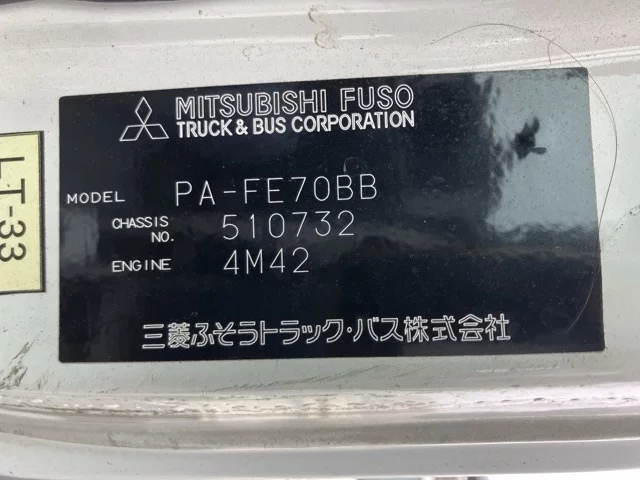 MITSUBISHI FUSO
TRUCK & BUS CORPORATION
MODEL PA-FE70BB
CHASSIS NO. 510732
ENGINE 4M42
三菱ふそうトラック・バス株式会社
LT-33